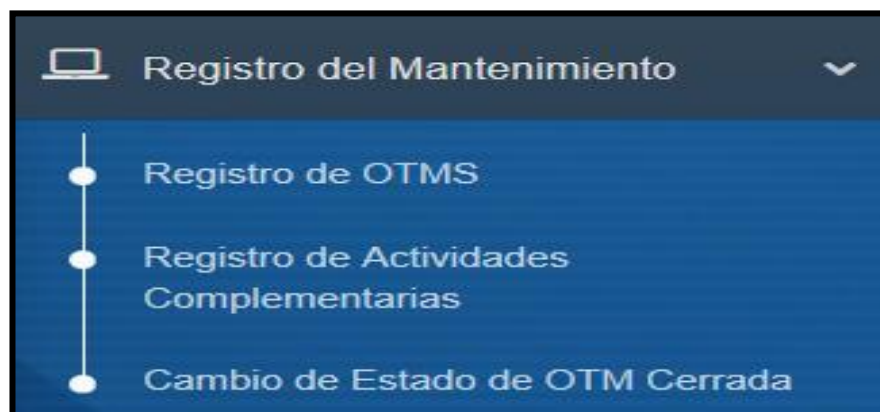 Registro del Mantenimiento
Registro de OTMS
Registro de Actividades
Complementarias
Cambio de Estado de OTM Cerrada